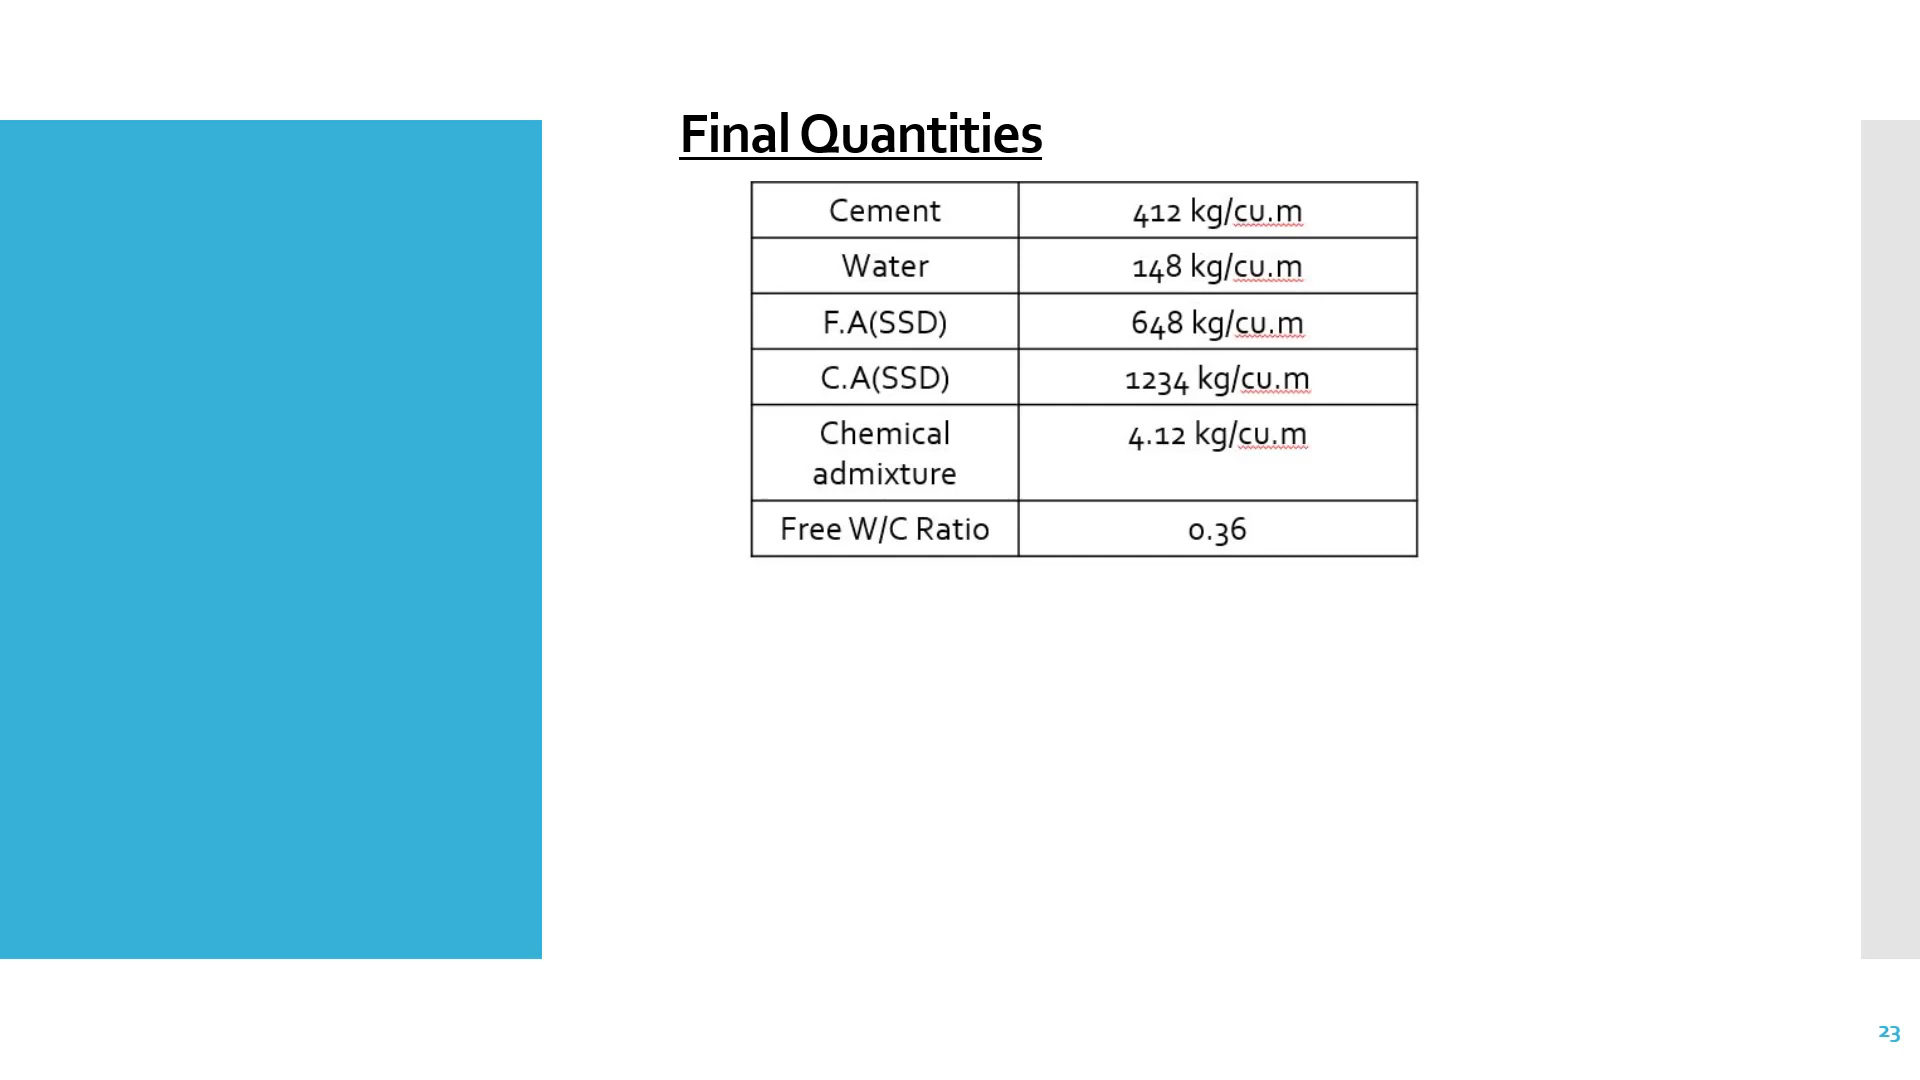 Final Quantities
Cement 412 kg/cu.m
Water 148 kg/cu.m
F.A(SSD) 648 kg/cu.m
C.A(SSD) 1234 kg/cu.m
Chemical 4.12 kg/cu.m
admixture
Free W/C Ratio 0.36
23